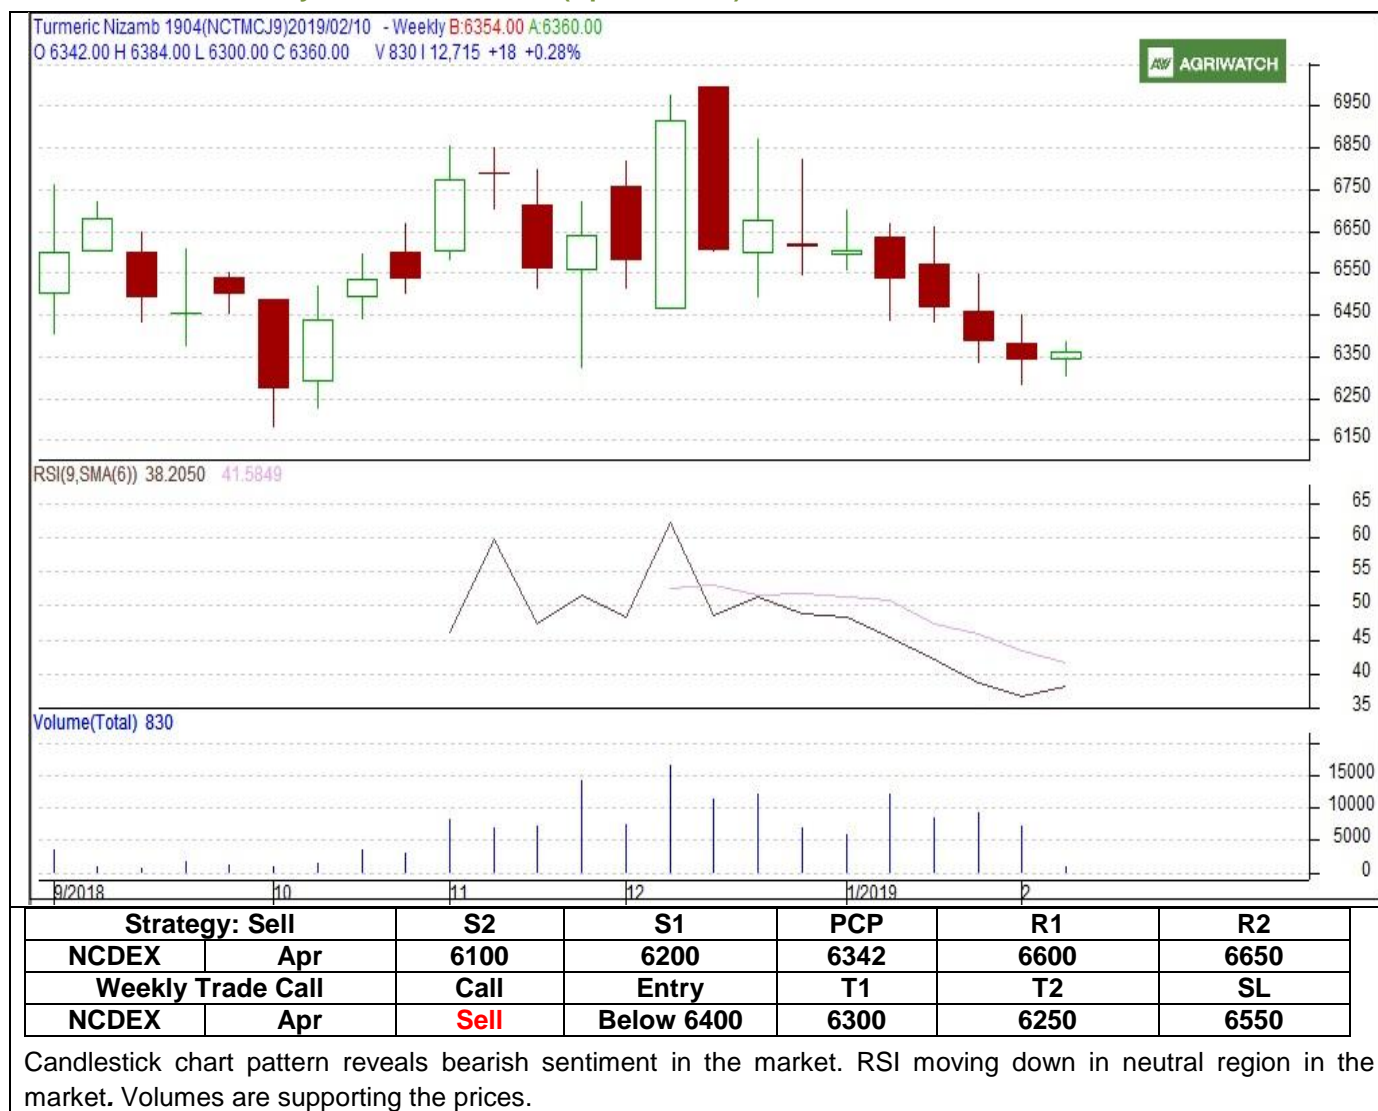 Turmeric Nizamb 1904(NCTMCJ9)2019/02/10 - Weekly B:6354.00 A:6360.00
O 6342.00 H 6384.00 L 6300.00 C 6360.00 V 830 I 12,715 +18 +0.28%
AW AGRIWATCH
6950
6850
6750
6650
6550
6450
6350
6250
6150
RSI(9,SMA(6)) 38.2050 41.5849
65
60
55
50
45
40
35
Volume(Total) 830
15000
10000
5000
0
9/2018 10 11 12 1/2019 2
Strategy: Sell S2 S1 PCP R1 R2
NCDEX Apr 6100 6200 6342 6600 6650
Weekly Trade Call Call Entry T1 T2 SL
NCDEX Apr Sell Below 6400 6300 6250 6550
Candlestick chart pattern reveals bearish sentiment in the market. RSI moving down in neutral region in the
market. Volumes are supporting the prices.